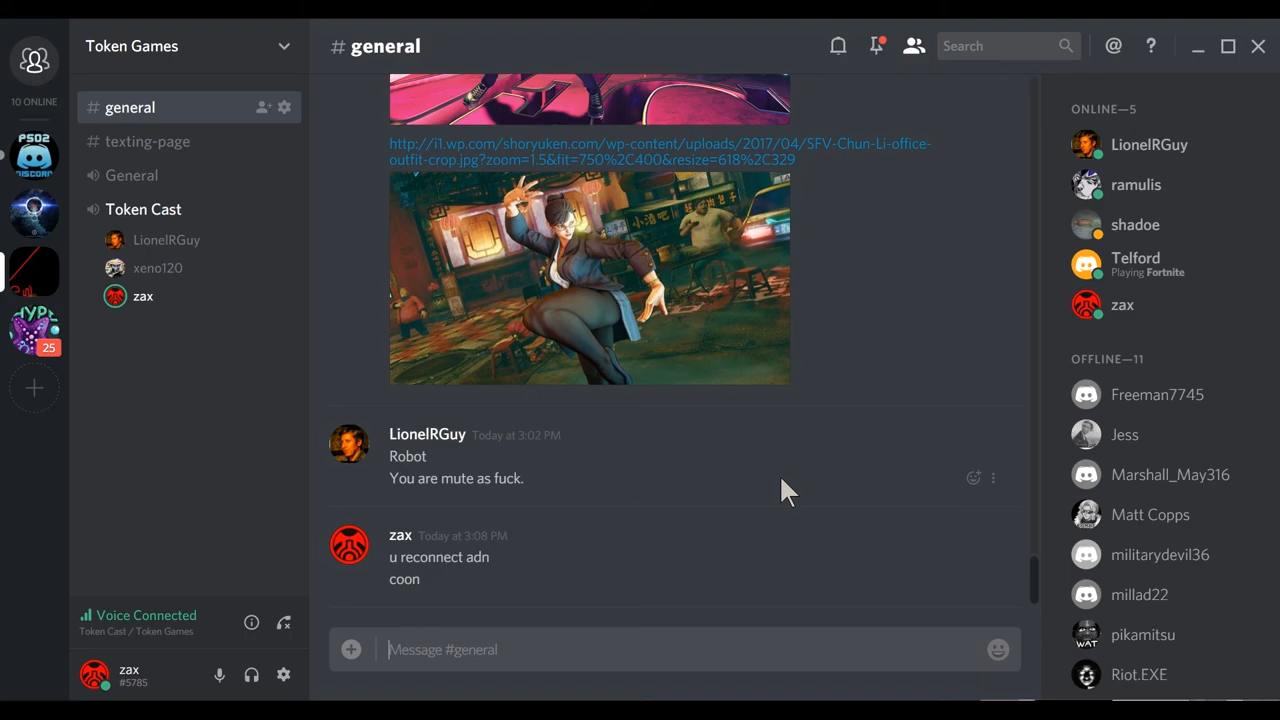 10 ONLINE
PSO2
DISCORD
HYPE
25
Token Games
# general
# texting-page
General
Token Cast
LionelRGuy
xeno120
zax
Voice Connected
Token Cast / Token Games
zax
#5785
# general
Search
http://i1.wp.com/shoryuken.com/wp-content/uploads/2017/04/SFV-Chun-Li-office-
outfit-crop.jpg?zoom=1.5&fit=750%2C400&resize=618%2C329
LionelRGuy Today at 3:02 PM
Robot
You are mute as fuck.
zax Today at 3:08 PM
u reconnect adn
coon
Message #general
ONLINE—5
LionelRGuy
ramulis
shadoe
Telford
Playing Fortnite
zax
OFFLINE—11
Freeman7745
Jess
Marshall_May316
Matt Copps
militarydevil36
millad22
WAT
pikamitsu
Riot.EXE